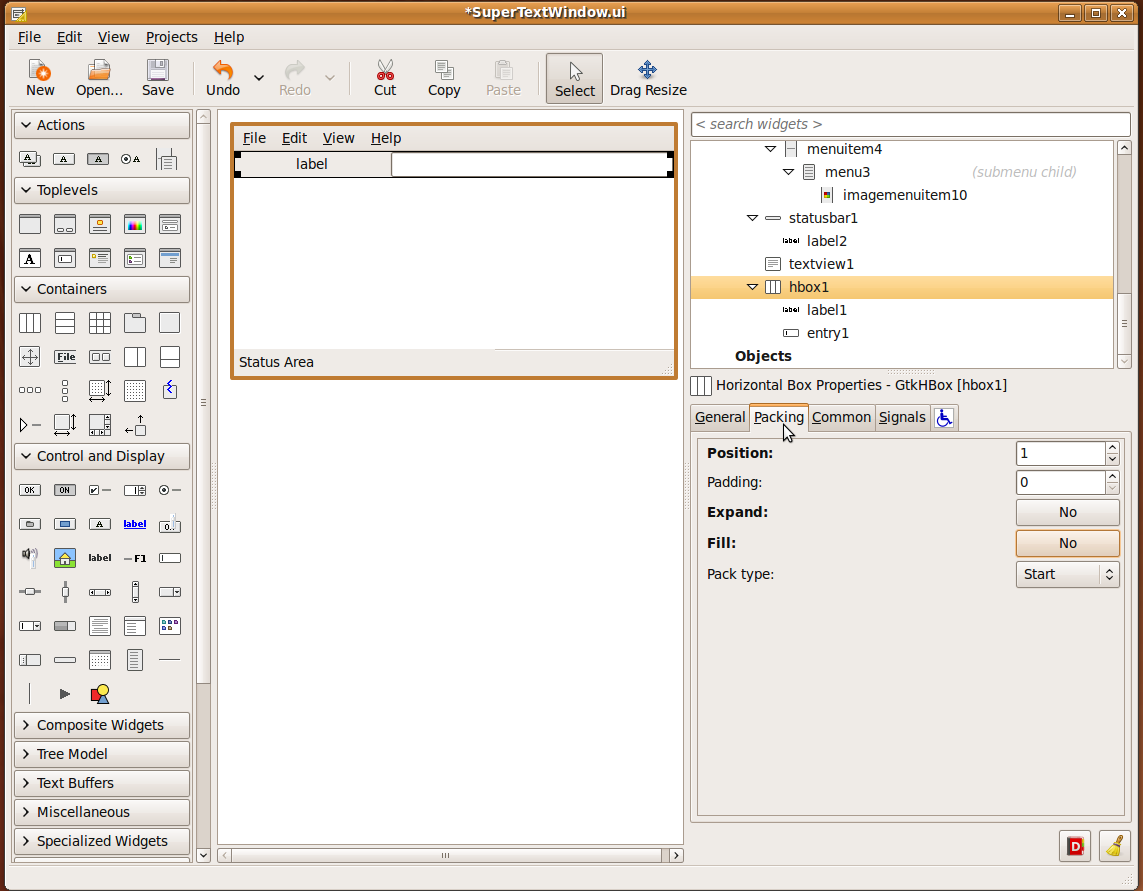 *SuperTextWindow.ui
File Edit View Projects Help
New Open... Save Undo Redo Cut Copy Paste Select Drag Resize
Actions
Toplevels
Containers
File
Control and Display
OK ON
label
label F1
Composite Widgets
Tree Model
Text Buffers
Miscellaneous
Specialized Widgets
File Edit View Help
label
Status Area
< search widgets >
menuitem4
menu3 (submenu child)
imagemenuitem10
statusbar1
label label2
textview1
hbox1
label label1
entry1
Objects
Horizontal Box Properties - GtkHBox [hbox1]
General Packing Common Signals
Position: 1
Padding: 0
Expand: No
Fill: No
Pack type: Start
D